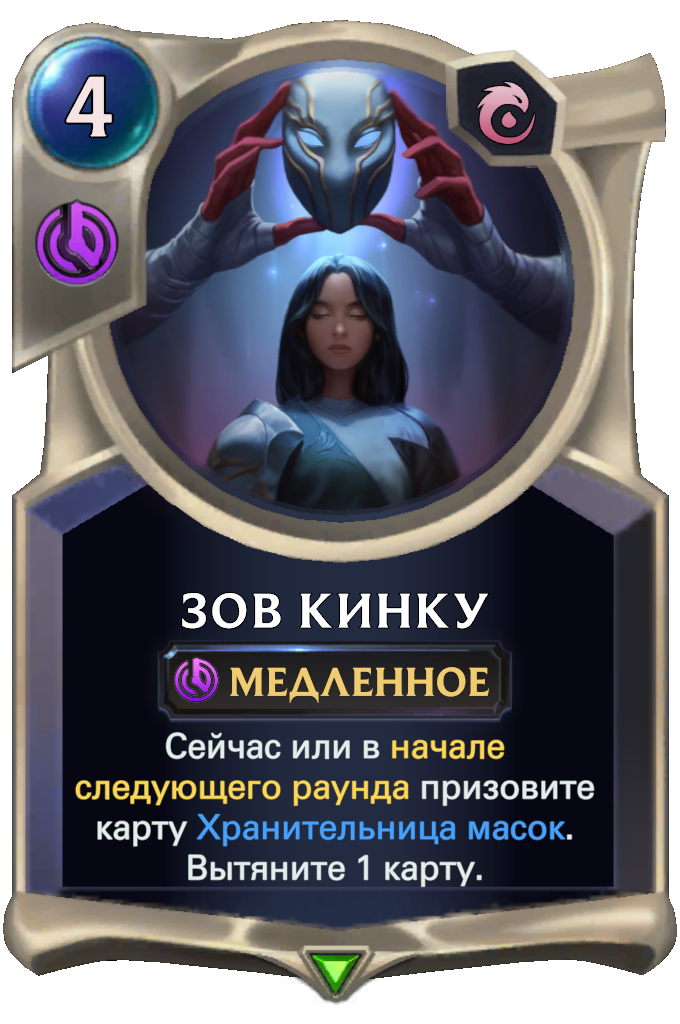 4
ЗОВ КИНКУ
МЕДЛЕННОЕ
Сейчас или в начале
следующего раунда призовите
карту Хранительница масок.
Вытяните 1 карту.